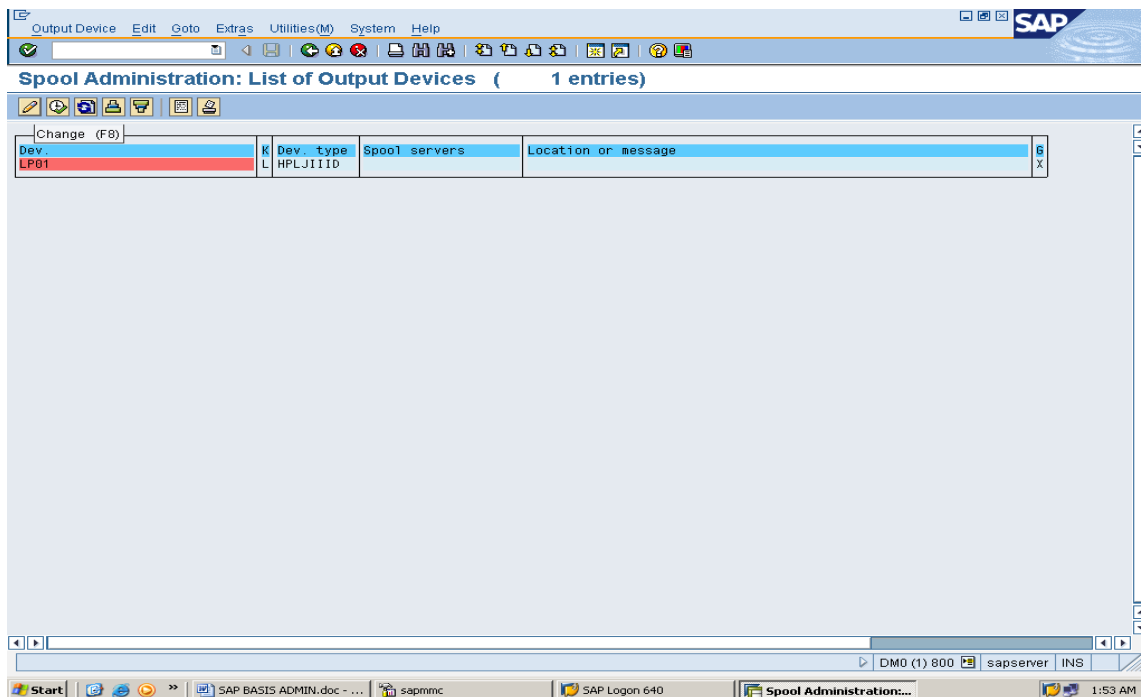 Output Device Edit Goto Extras Utilities(M) System Help
SAP
Spool Administration: List of Output Devices ( 1 entries)
Change (F8)
Dev. K Dev. type Spool servers Location or message G
LP01 L HPLJIIID X
DM0 (1) 800 sapserver INS
Start » SAP BASIS ADMIN.doc - ... sapmmc SAP Logon 640 Spool Administration:... 1:53 AM